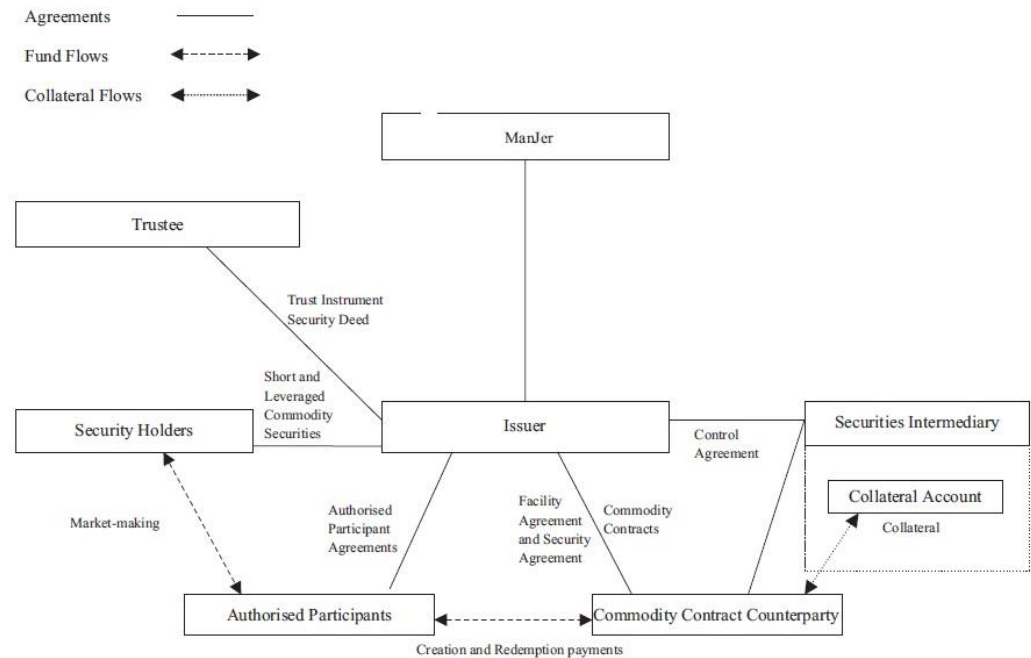 Agreements
Fund Flows
Collateral Flows
ManJer
Trustee
Trust Instrument
Security Deed
Short and
Leveraged
Commodity
Securities
Security Holders
Issuer
Securities Intermediary
Control
Agreement
Collateral Account
Collateral
Market-making
Authorised
Participant
Agreements
Facility
Agreement
and Security
Agreement
Commodity
Contracts
Authorised Participants
Commodity Contract Counterparty
Creation and Redemption payments